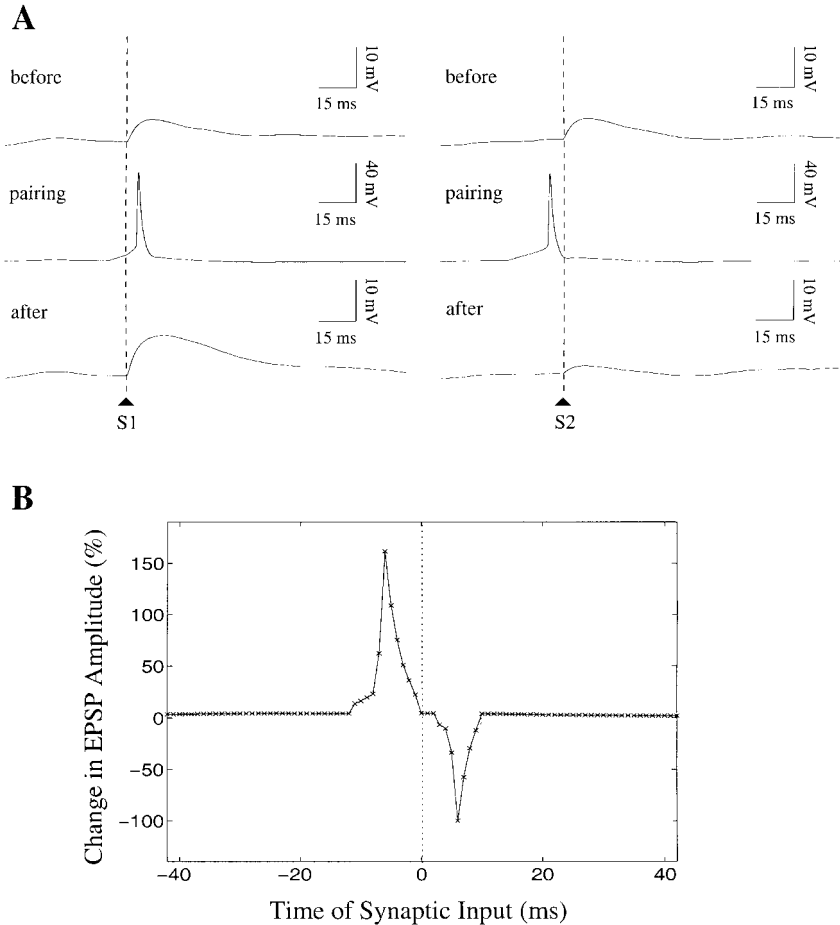 A
before
10 mV
15 ms
before
10 mV
15 ms
pairing
40 mV
15 ms
pairing
40 mV
15 ms
after
10 mV
15 ms
after
10 mV
15 ms
S1
S2
B
Change in EPSP Amplitude (%)
150
100
50
0
−50
−100
−40
−20
0
20
40
Time of Synaptic Input (ms)